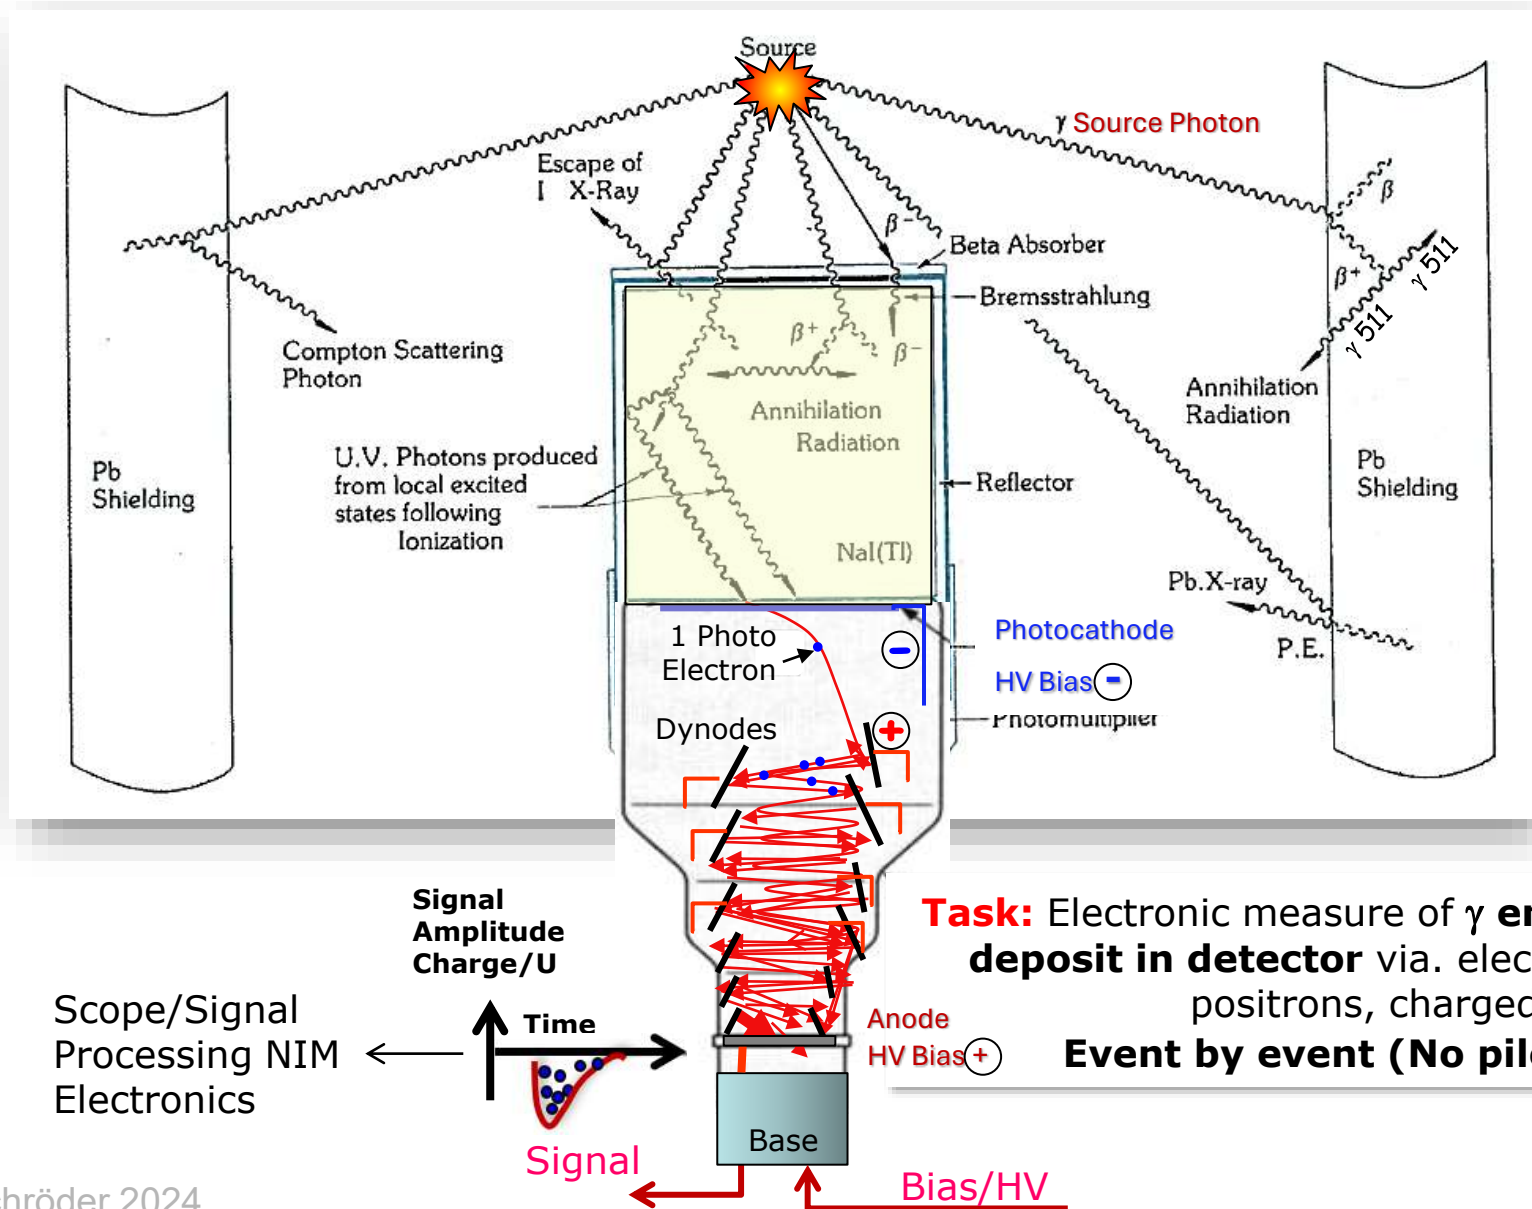 Source
γ Source Photon
Escape of
I X-Ray
β⁻
β
Beta Absorber
β⁺
γ 511
γ 511
Bremsstrahlung
β⁺
β⁻
Compton Scattering
Photon
Annihilation
Radiation
Annihilation
Radiation
U.V. Photons produced
from local excited
states following
Ionization
Pb
Shielding
Reflector
Pb
Shielding
NaI(Tl)
Pb.X-ray
P.E.
1 Photo
Electron
−
Photocathode
HV Bias −
Photomultiplier
Dynodes
+
Signal
Amplitude
Charge/U
Time
Scope/Signal
Processing NIM
Electronics
Task: Electronic measure of γ
deposit in detector via.
positrons, charged
Event by event (No
Anode
HV Bias +
Base
Signal
Bias/HV
2024